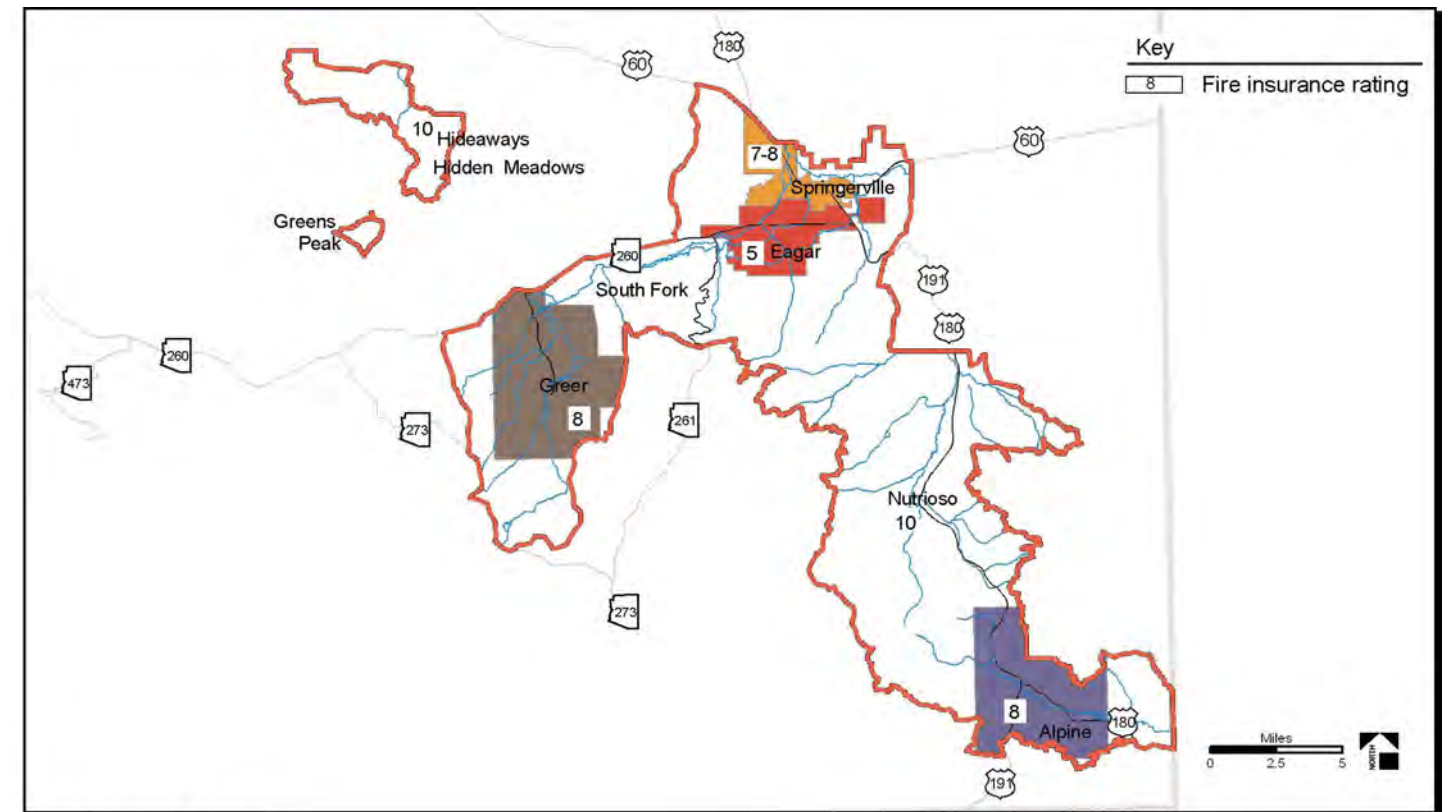 Key
8 Fire insurance rating
180
60
60
10
Hideaways
Hidden Meadows
7-8
Springerville
Greens
Peak
260
5
Eagar
191
South Fork
180
260
473
Greer
8
273
261
Nutrioso
10
273
8
Alpine
180
191
Miles
0 2.5 5
NORTH